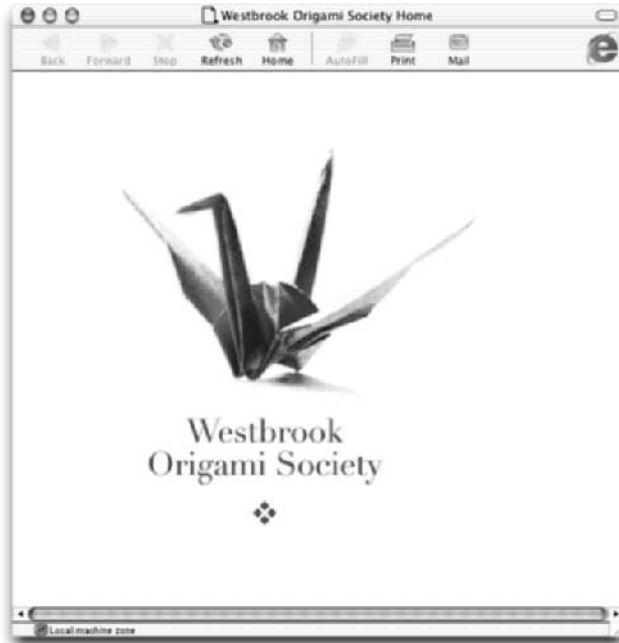 Westbrook Origami Society Home
Back Forward Stop Refresh Home AutoFill Print Mail
Westbrook
Origami Society
Local machine zone